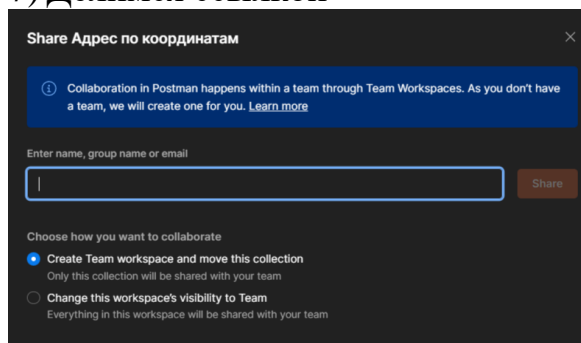 7) Делимся ссылкой
Share Адрес по координатам
Collaboration in Postman happens within a team through Team Workspaces. As you don't have
a team, we will create one for you. Learn more
Enter name, group name or email
Share
Choose how you want to collaborate
Create Team workspace and move this collection
Only this collection will be shared with your team
Change this workspace's visibility to Team
Everything in this workspace will be shared with your team